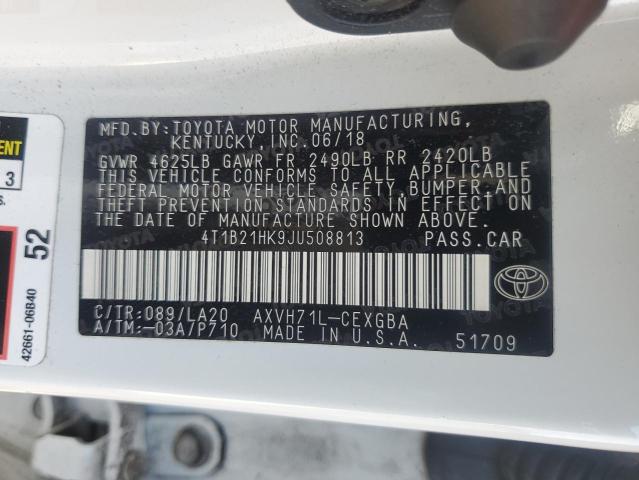 MFD.BY:TOYOTA MOTOR MANUFACTURING,
KENTUCKY, INC. 06/18
GVWR 4625LB GAWR FR 2490LB RR 2420LB
THIS VEHICLE CONFORMS TO ALL APPLICABLE
FEDERAL MOTOR VEHICLE SAFETY, BUMPER,AND
THEFT PREVENTION STANDARDS IN EFFECT ON
THE DATE OF MANUFACTURE SHOWN ABOVE.
4T1B21HK9JU508813 PASS.CAR
C/TR:089/LA20 AXVH71L-CEXGBA
A/TM:-03A/P710 MADE IN U.S.A. 51709
TOYOTA
3
S.
52
42661-06B40